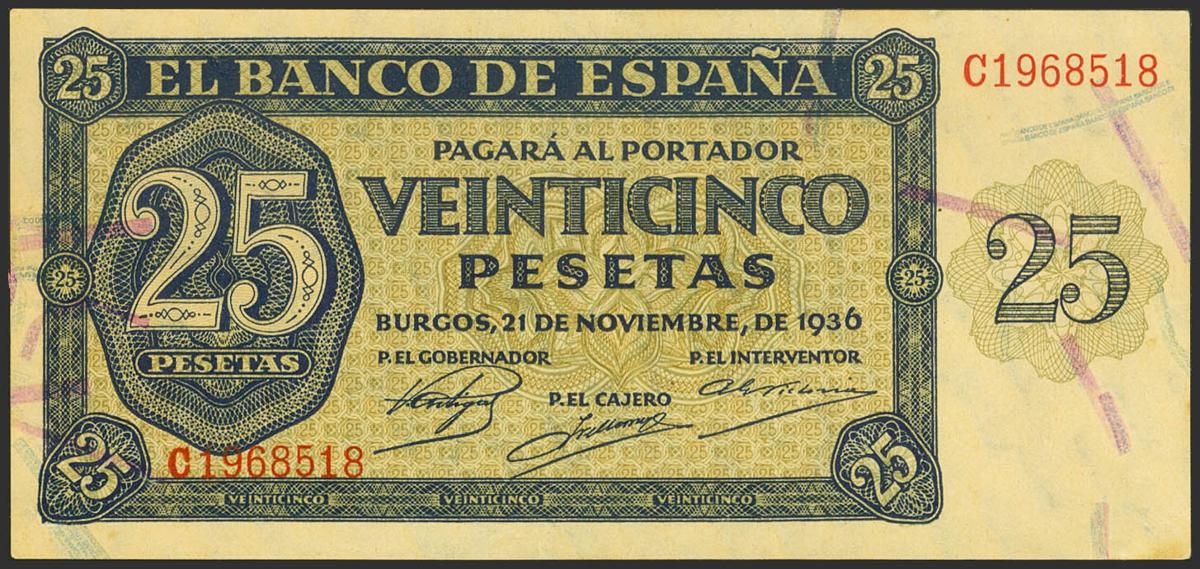 25 EL BANCO DE ESPAÑA 25
C1968518
PAGARÁ AL PORTADOR
VEINTICINCO
PESETAS
25
PESETAS
25
25
25
BURGOS, 21 DE NOVIEMBRE, DE 1936
P. EL GOBERNADOR
P. EL INTERVENTOR
P. EL CAJERO
C1968518
25
25
VEINTICINCO VEINTICINCO VEINTICINCO